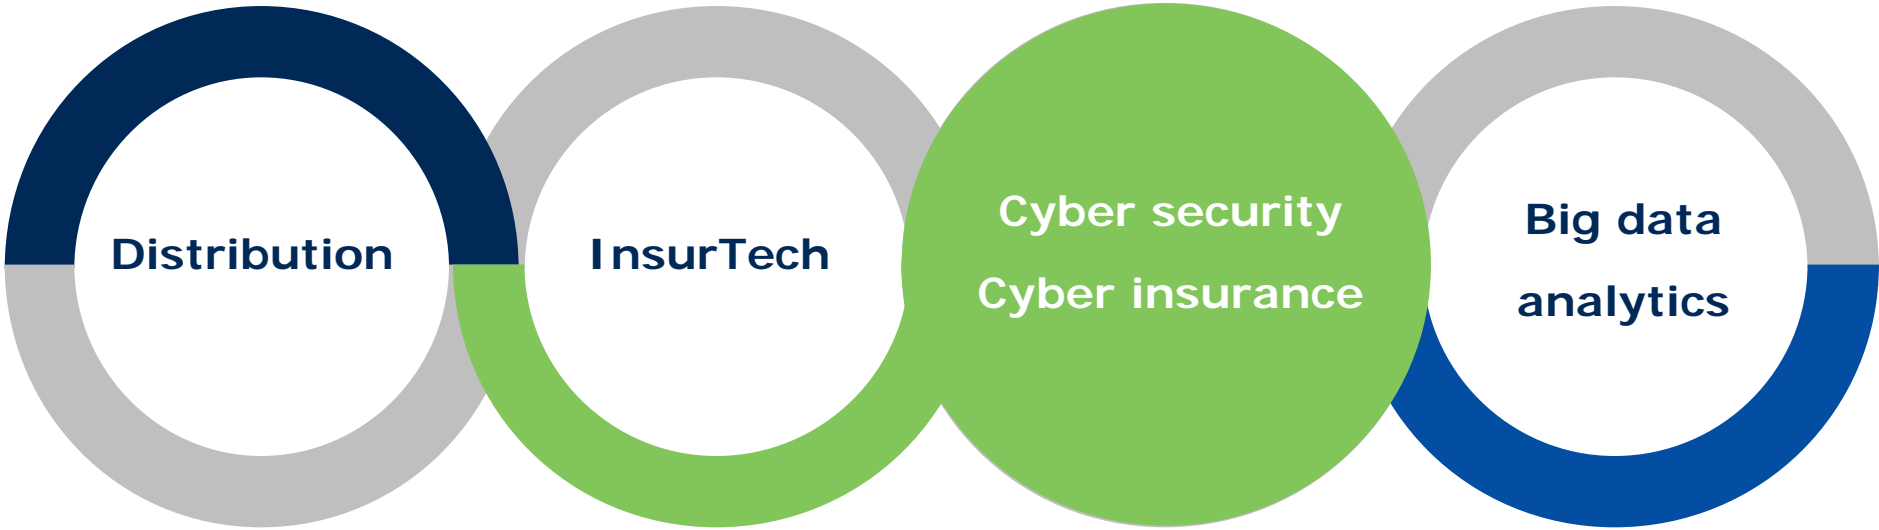 Distribution
InsurTech
Cyber security
Cyber insurance
Big data
analytics